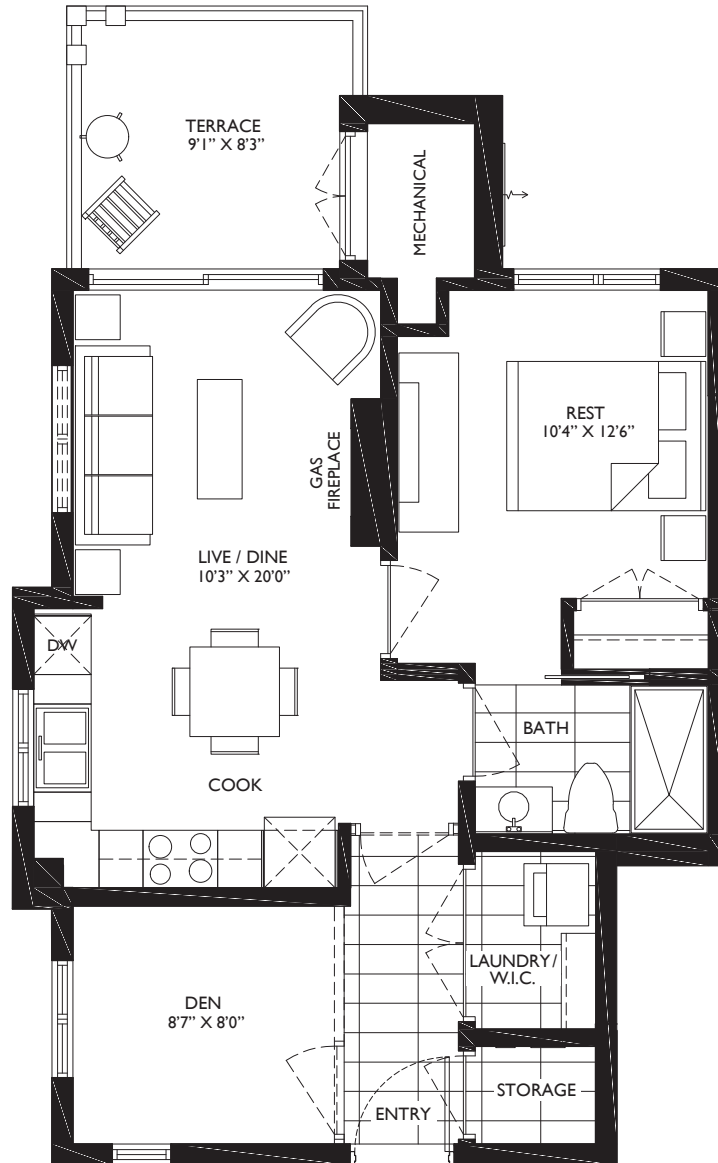 TERRACE
9'1" X 8'3"
MECHANICAL
REST
10'4" X 12'6"
GAS
FIREPLACE
LIVE / DINE
10'3" X 20'0"
DW
BATH
COOK
LAUNDRY/
W.I.C.
DEN
8'7" X 8'0"
STORAGE
ENTRY